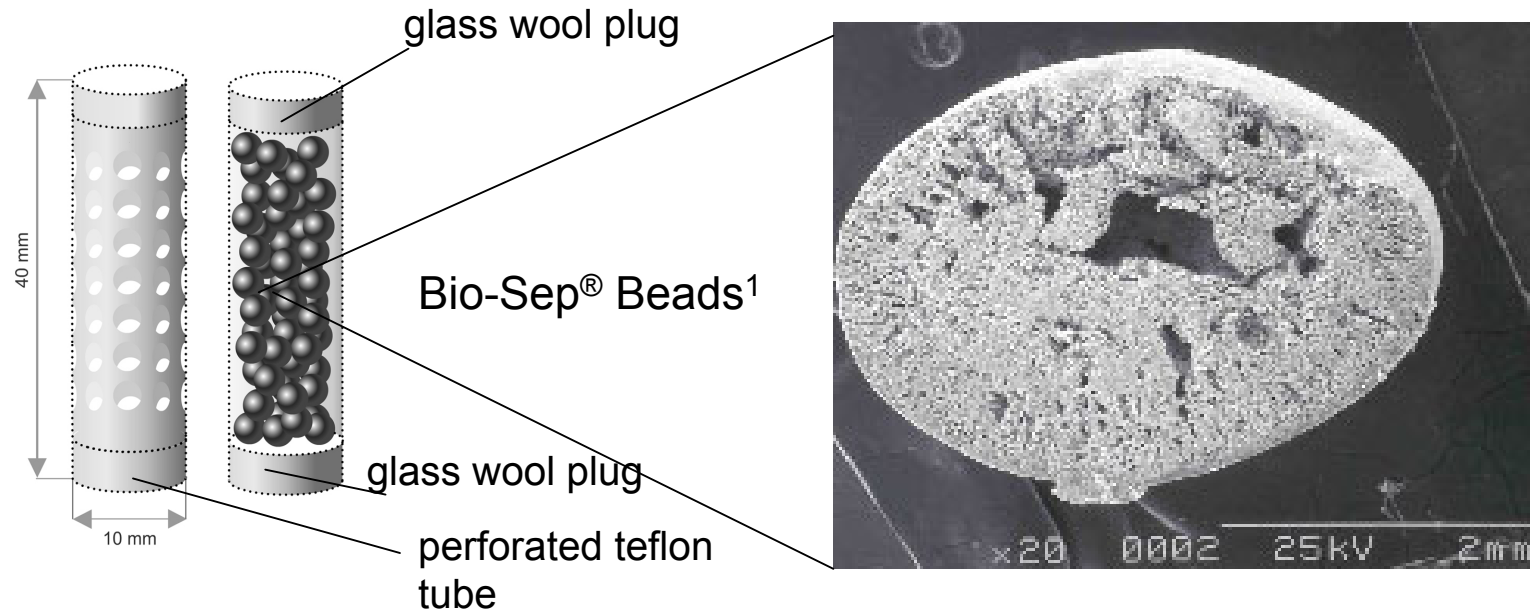 glass wool plug
40 mm
Bio-Sep® Beads¹
glass wool plug
10 mm
perforated teflon
tube
x20 0002 25kV 2mm